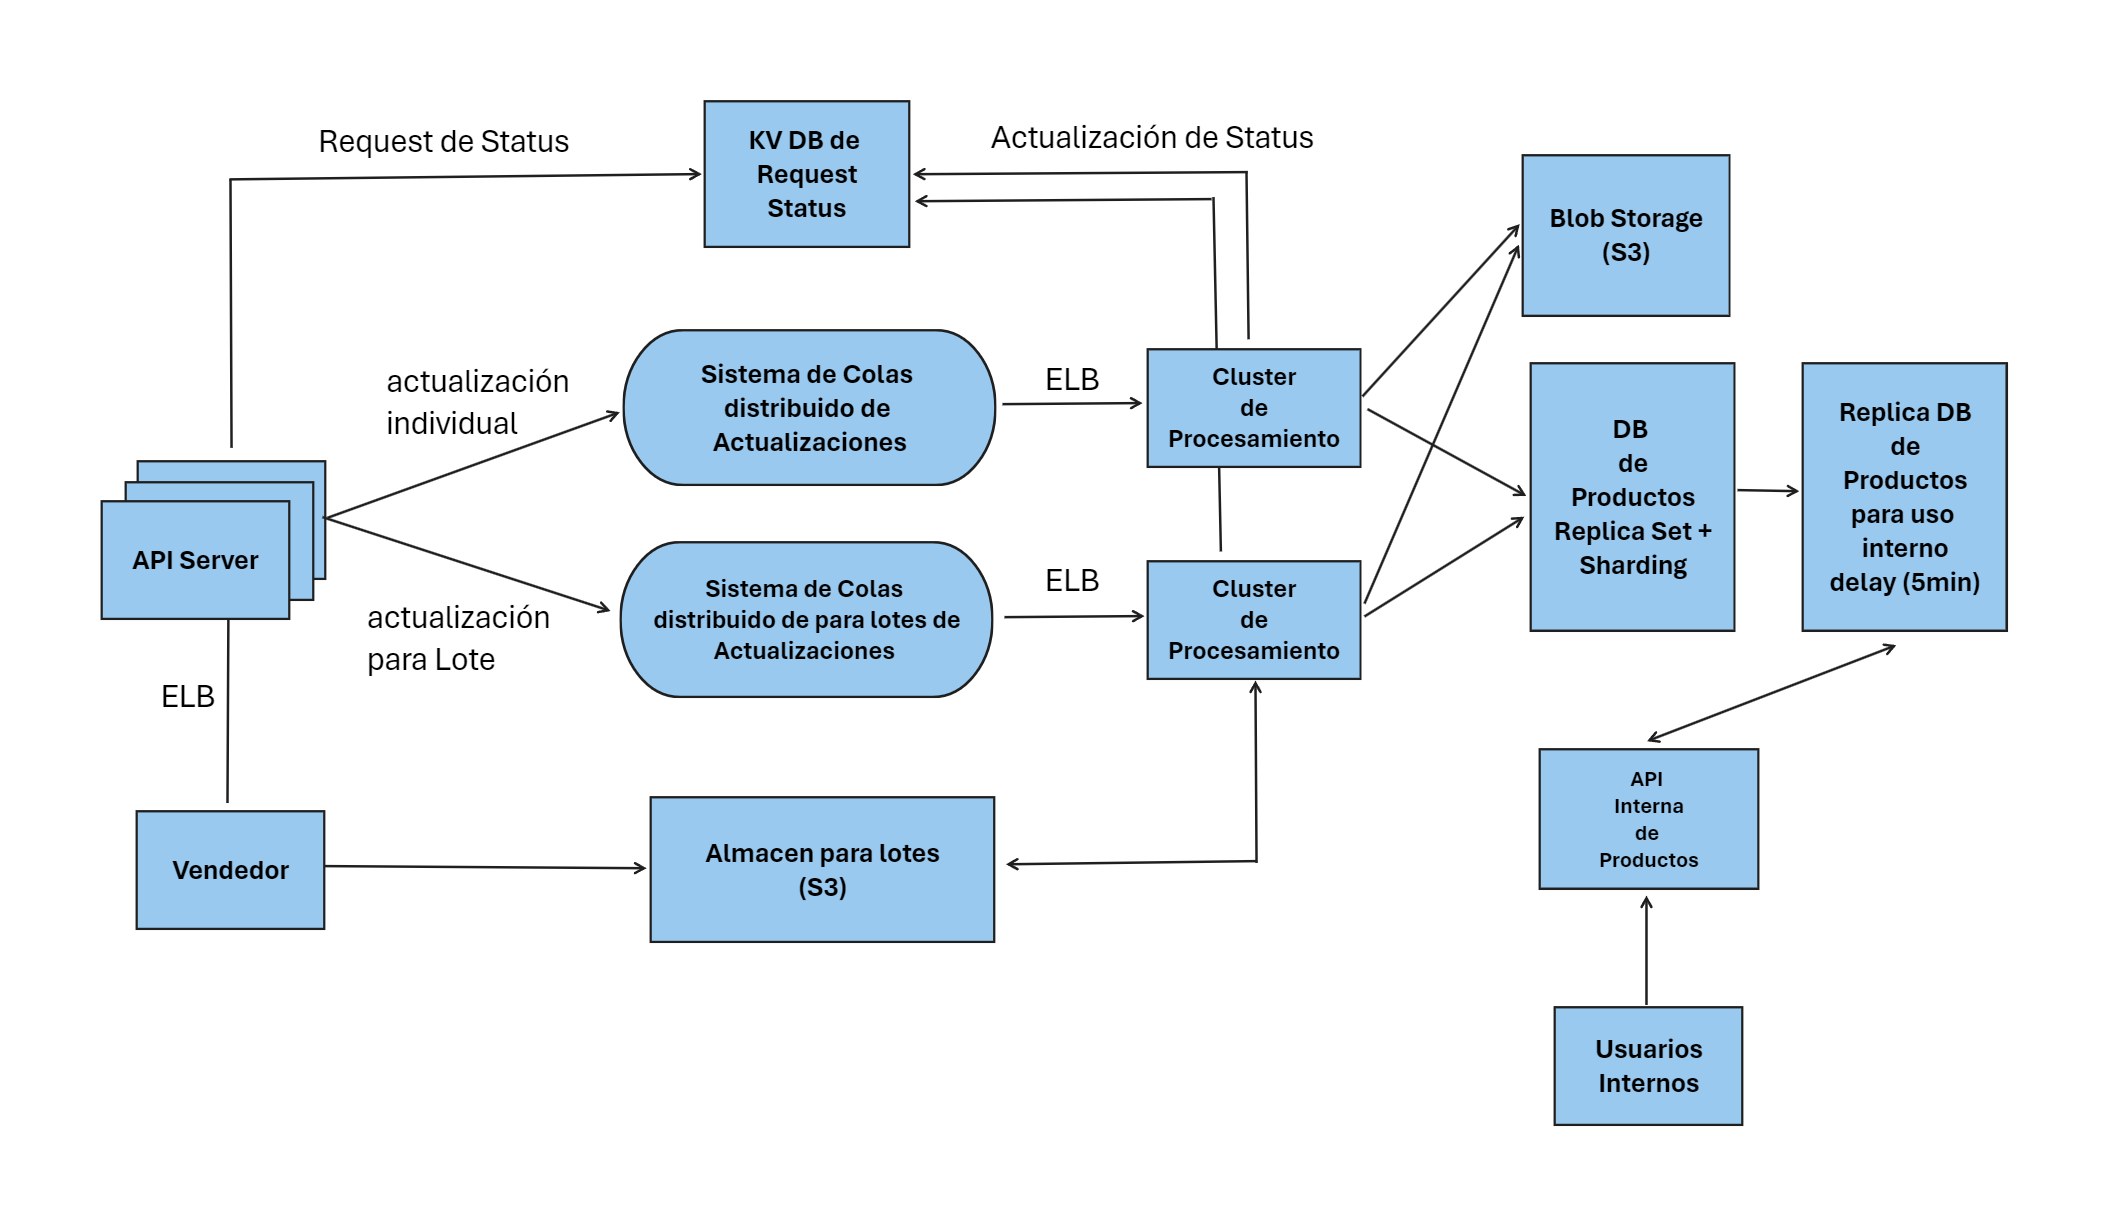 Request de Status
KV DB de
Request
Status
Actualización de Status
Blob Storage
(S3)
actualización
individual
Sistema de Colas
distribuido de
Actualizaciones
ELB
Cluster
de
Procesamiento
DB
de
Productos
Replica Set +
Sharding
Replica DB
de
Productos
para uso
interno
delay (5min)
API Server
actualización
para Lote
Sistema de Colas
distribuido de para lotes de
Actualizaciones
ELB
Cluster
de
Procesamiento
ELB
Vendedor
Almacen para lotes
(S3)
API
Interna
de
Productos
Usuarios
Internos